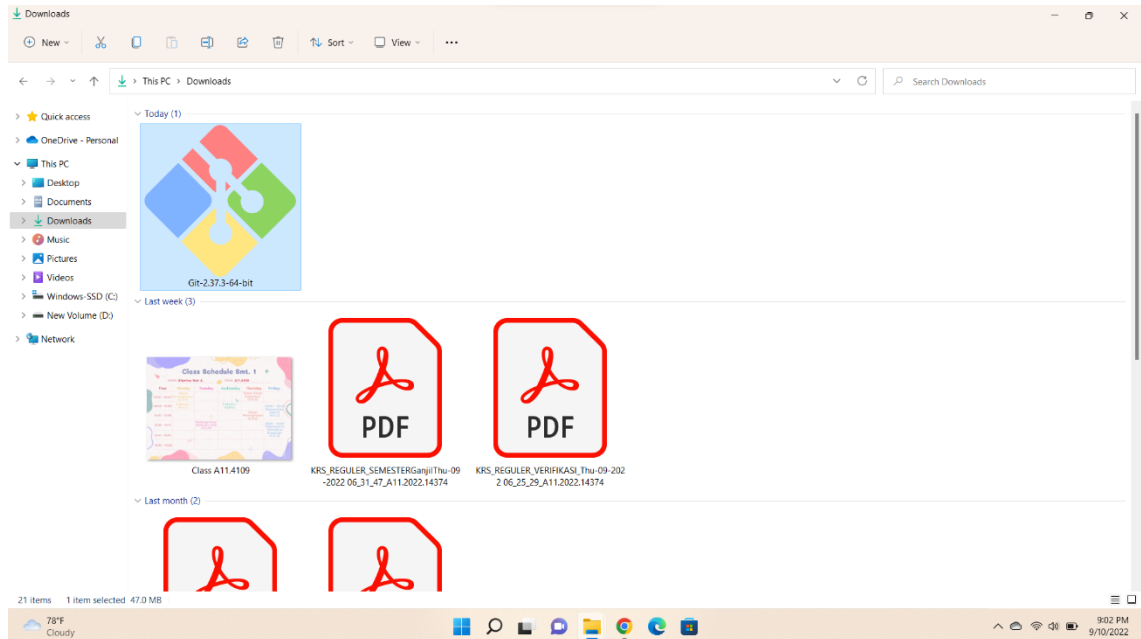 Downloads
New
Sort
View
This PC > Downloads
Search Downloads
Quick access
OneDrive - Personal
This PC
Desktop
Documents
Downloads
Music
Pictures
Videos
Windows-SSD (C:)
New Volume (D:)
Network
Today (1)
Git-2.37.3-64-bit
Last week (3)
Class Schedule Smt. 1
Class A11.4109
PDF
KRS_REGULER_SEMESTERGanjilThu-09
-2022 06_31_47_A11.2022.14374
PDF
KRS_REGULER_VERIFIKASI_Thu-09-202
2 06_25_29_A11.2022.14374
Last month (2)
21 items 1 item selected 47.0 MB
78°F
Cloudy
9:02 PM
9/10/2022